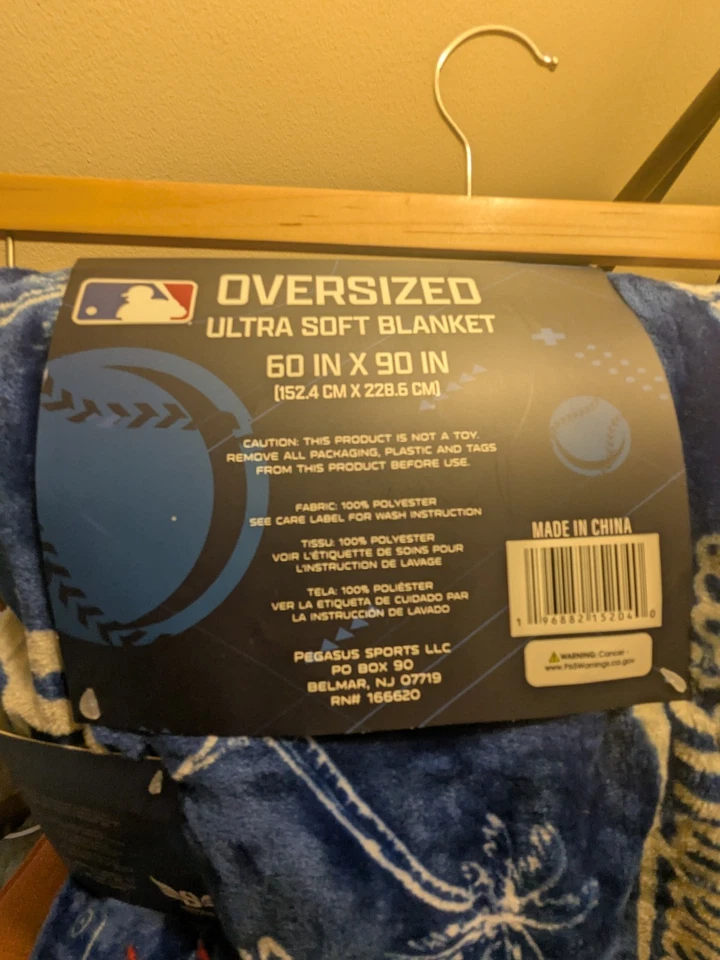 OVERSIZED
ULTRA SOFT BLANKET
60 IN X 90 IN
(152.4 CM X 228.6 CM)
CAUTION: THIS PRODUCT IS NOT A TOY.
REMOVE ALL PACKAGING, PLASTIC AND TAGS
FROM THIS PRODUCT BEFORE USE.
FABRIC: 100% POLYESTER
SEE CARE LABEL FOR WASH INSTRUCTION
TISSU: 100% POLYESTER
VOIR L'ÉTIQUETTE DE SOINS POUR
L'INSTRUCTION DE LAVAGE
TELA: 100% POLIÉSTER
VER LA ETIQUETA DE CUIDADO PAR
LA INSTRUCCIÓN DE LAVADO
PEGASUS SPORTS LLC
PO BOX 90
BELMAR, NJ 07719
RN# 166620
MADE IN CHINA
1 96882 15204 0
WARNING: Cancer -
www.P65Warnings.ca.gov